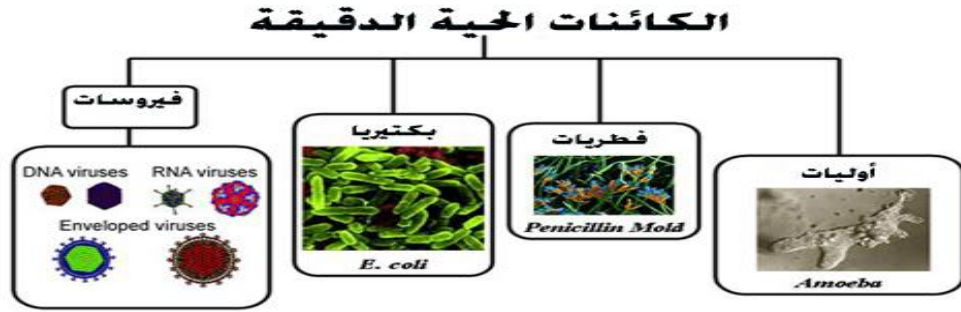 الكائنات الحية الدقيقة
فيروسات
DNA viruses RNA viruses
Enveloped viruses
بكتيريا
E. coli
فطريات
Penicillin Mold
أوليات
Amoeba